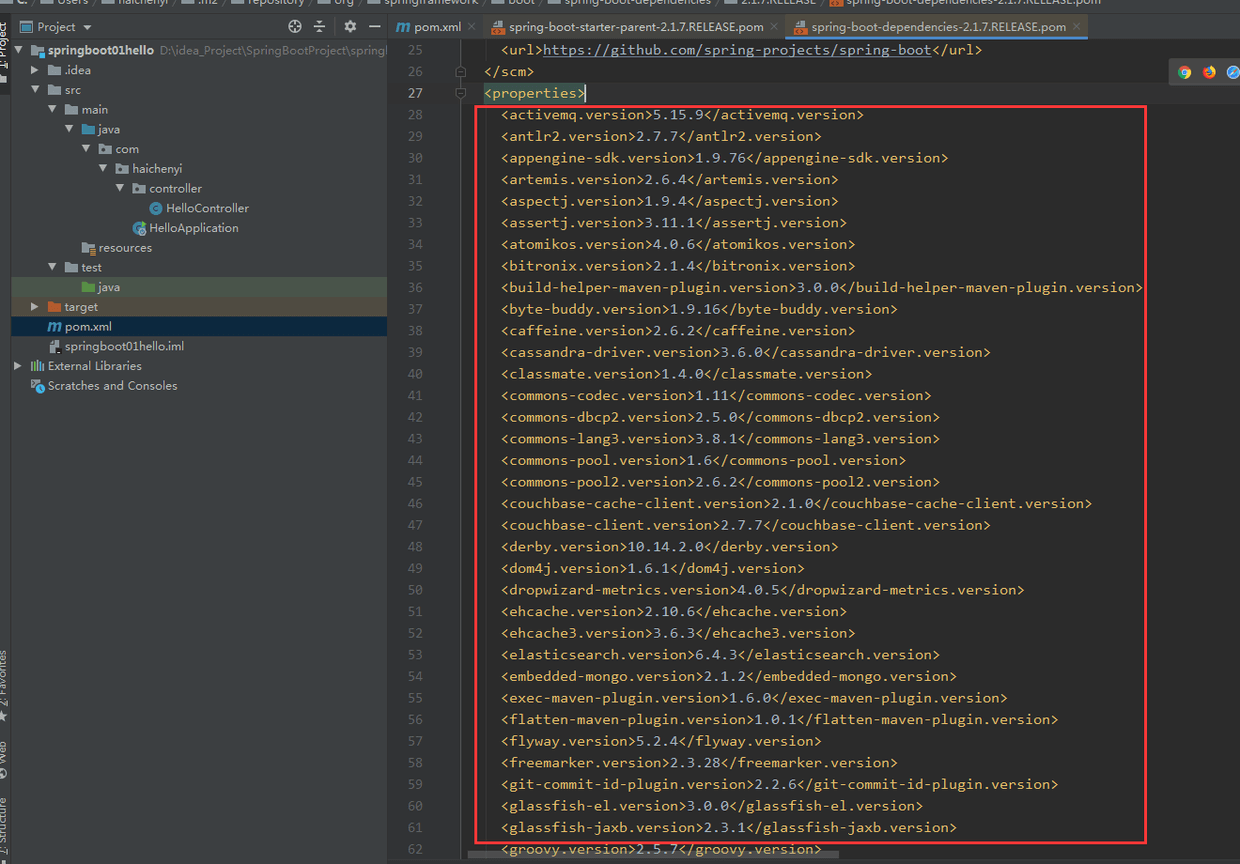 Users haichenyi .m2 repository org springframework boot spring-boot-dependencies 2.1.7.RELEASE spring-boot-dependencies-2.1.7.RELEASE.pom
Project
pom.xml
spring-boot-starter-parent-2.1.7.RELEASE.pom
spring-boot-dependencies-2.1.7.RELEASE.pom
1: Project
springboot01hello D:\idea_Project\SpringBootProject\spring
.idea
src
main
java
com
haichenyi
controller
HelloController
HelloApplication
resources
test
java
target
pom.xml
springboot01hello.iml
External Libraries
Scratches and Consoles
2: Favorites
Web
7: Structure
25 <url>https://github.com/spring-projects/spring-boot</url>
26 </scm>
27 <properties>
28 <activemq.version>5.15.9</activemq.version>
29 <antlr2.version>2.7.7</antlr2.version>
30 <appengine-sdk.version>1.9.76</appengine-sdk.version>
31 <artemis.version>2.6.4</artemis.version>
32 <aspectj.version>1.9.4</aspectj.version>
33 <assertj.version>3.11.1</assertj.version>
34 <atomikos.version>4.0.6</atomikos.version>
35 <bitronix.version>2.1.4</bitronix.version>
36 <build-helper-maven-plugin.version>3.0.0</build-helper-maven-plugin.version>
37 <byte-buddy.version>1.9.16</byte-buddy.version>
38 <caffeine.version>2.6.2</caffeine.version>
39 <cassandra-driver.version>3.6.0</cassandra-driver.version>
40 <classmate.version>1.4.0</classmate.version>
41 <commons-codec.version>1.11</commons-codec.version>
42 <commons-dbcp2.version>2.5.0</commons-dbcp2.version>
43 <commons-lang3.version>3.8.1</commons-lang3.version>
44 <commons-pool.version>1.6</commons-pool.version>
45 <commons-pool2.version>2.6.2</commons-pool2.version>
46 <couchbase-cache-client.version>2.1.0</couchbase-cache-client.version>
47 <couchbase-client.version>2.7.7</couchbase-client.version>
48 <derby.version>10.14.2.0</derby.version>
49 <dom4j.version>1.6.1</dom4j.version>
50 <dropwizard-metrics.version>4.0.5</dropwizard-metrics.version>
51 <ehcache.version>2.10.6</ehcache.version>
52 <ehcache3.version>3.6.3</ehcache3.version>
53 <elasticsearch.version>6.4.3</elasticsearch.version>
54 <embedded-mongo.version>2.1.2</embedded-mongo.version>
55 <exec-maven-plugin.version>1.6.0</exec-maven-plugin.version>
56 <flatten-maven-plugin.version>1.0.1</flatten-maven-plugin.version>
57 <flyway.version>5.2.4</flyway.version>
58 <freemarker.version>2.3.28</freemarker.version>
59 <git-commit-id-plugin.version>2.2.6</git-commit-id-plugin.version>
60 <glassfish-el.version>3.0.0</glassfish-el.version>
61 <glassfish-jaxb.version>2.3.1</glassfish-jaxb.version>
62 <groovy.version>2.5.7</groovy.version>